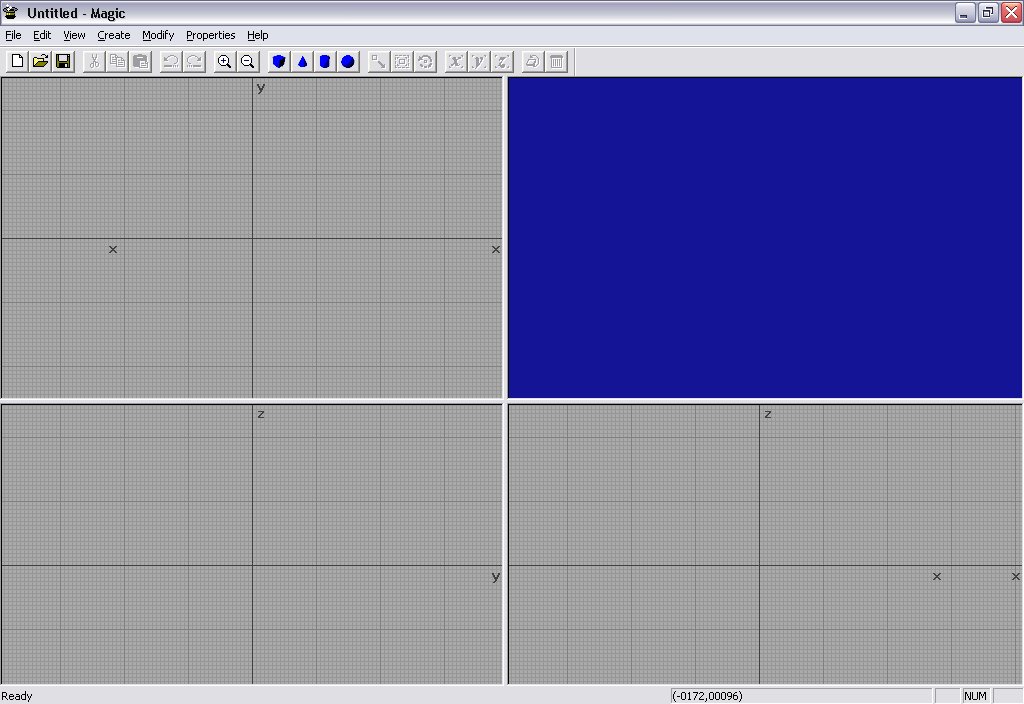 Untitled - Magic
File Edit View Create Modify Properties Help
x y z
y
x x
z
y
z
x x
Ready (-0172,00096) NUM